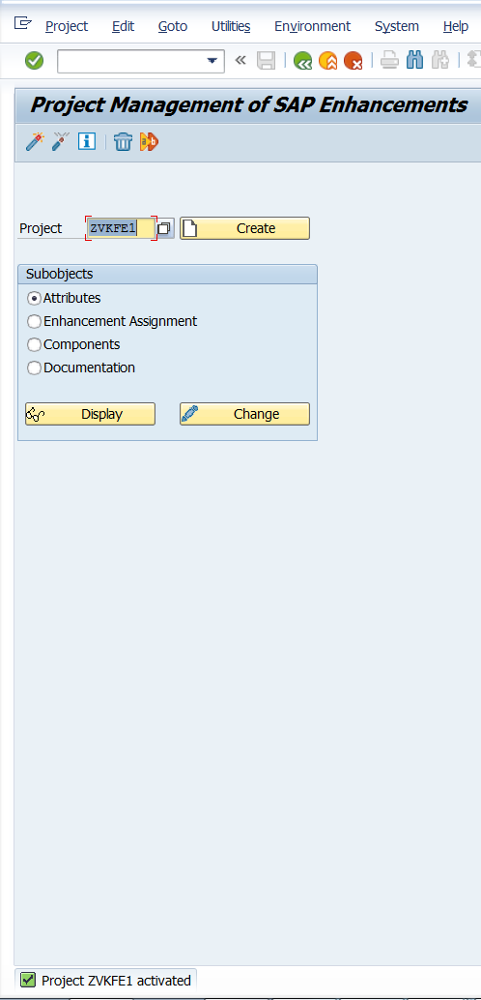 Project Edit Goto Utilities Environment System Help
Project Management of SAP Enhancements
Project ZVKFE1 Create
Subobjects
Attributes
Enhancement Assignment
Components
Documentation
Display Change
Project ZVKFE1 activated